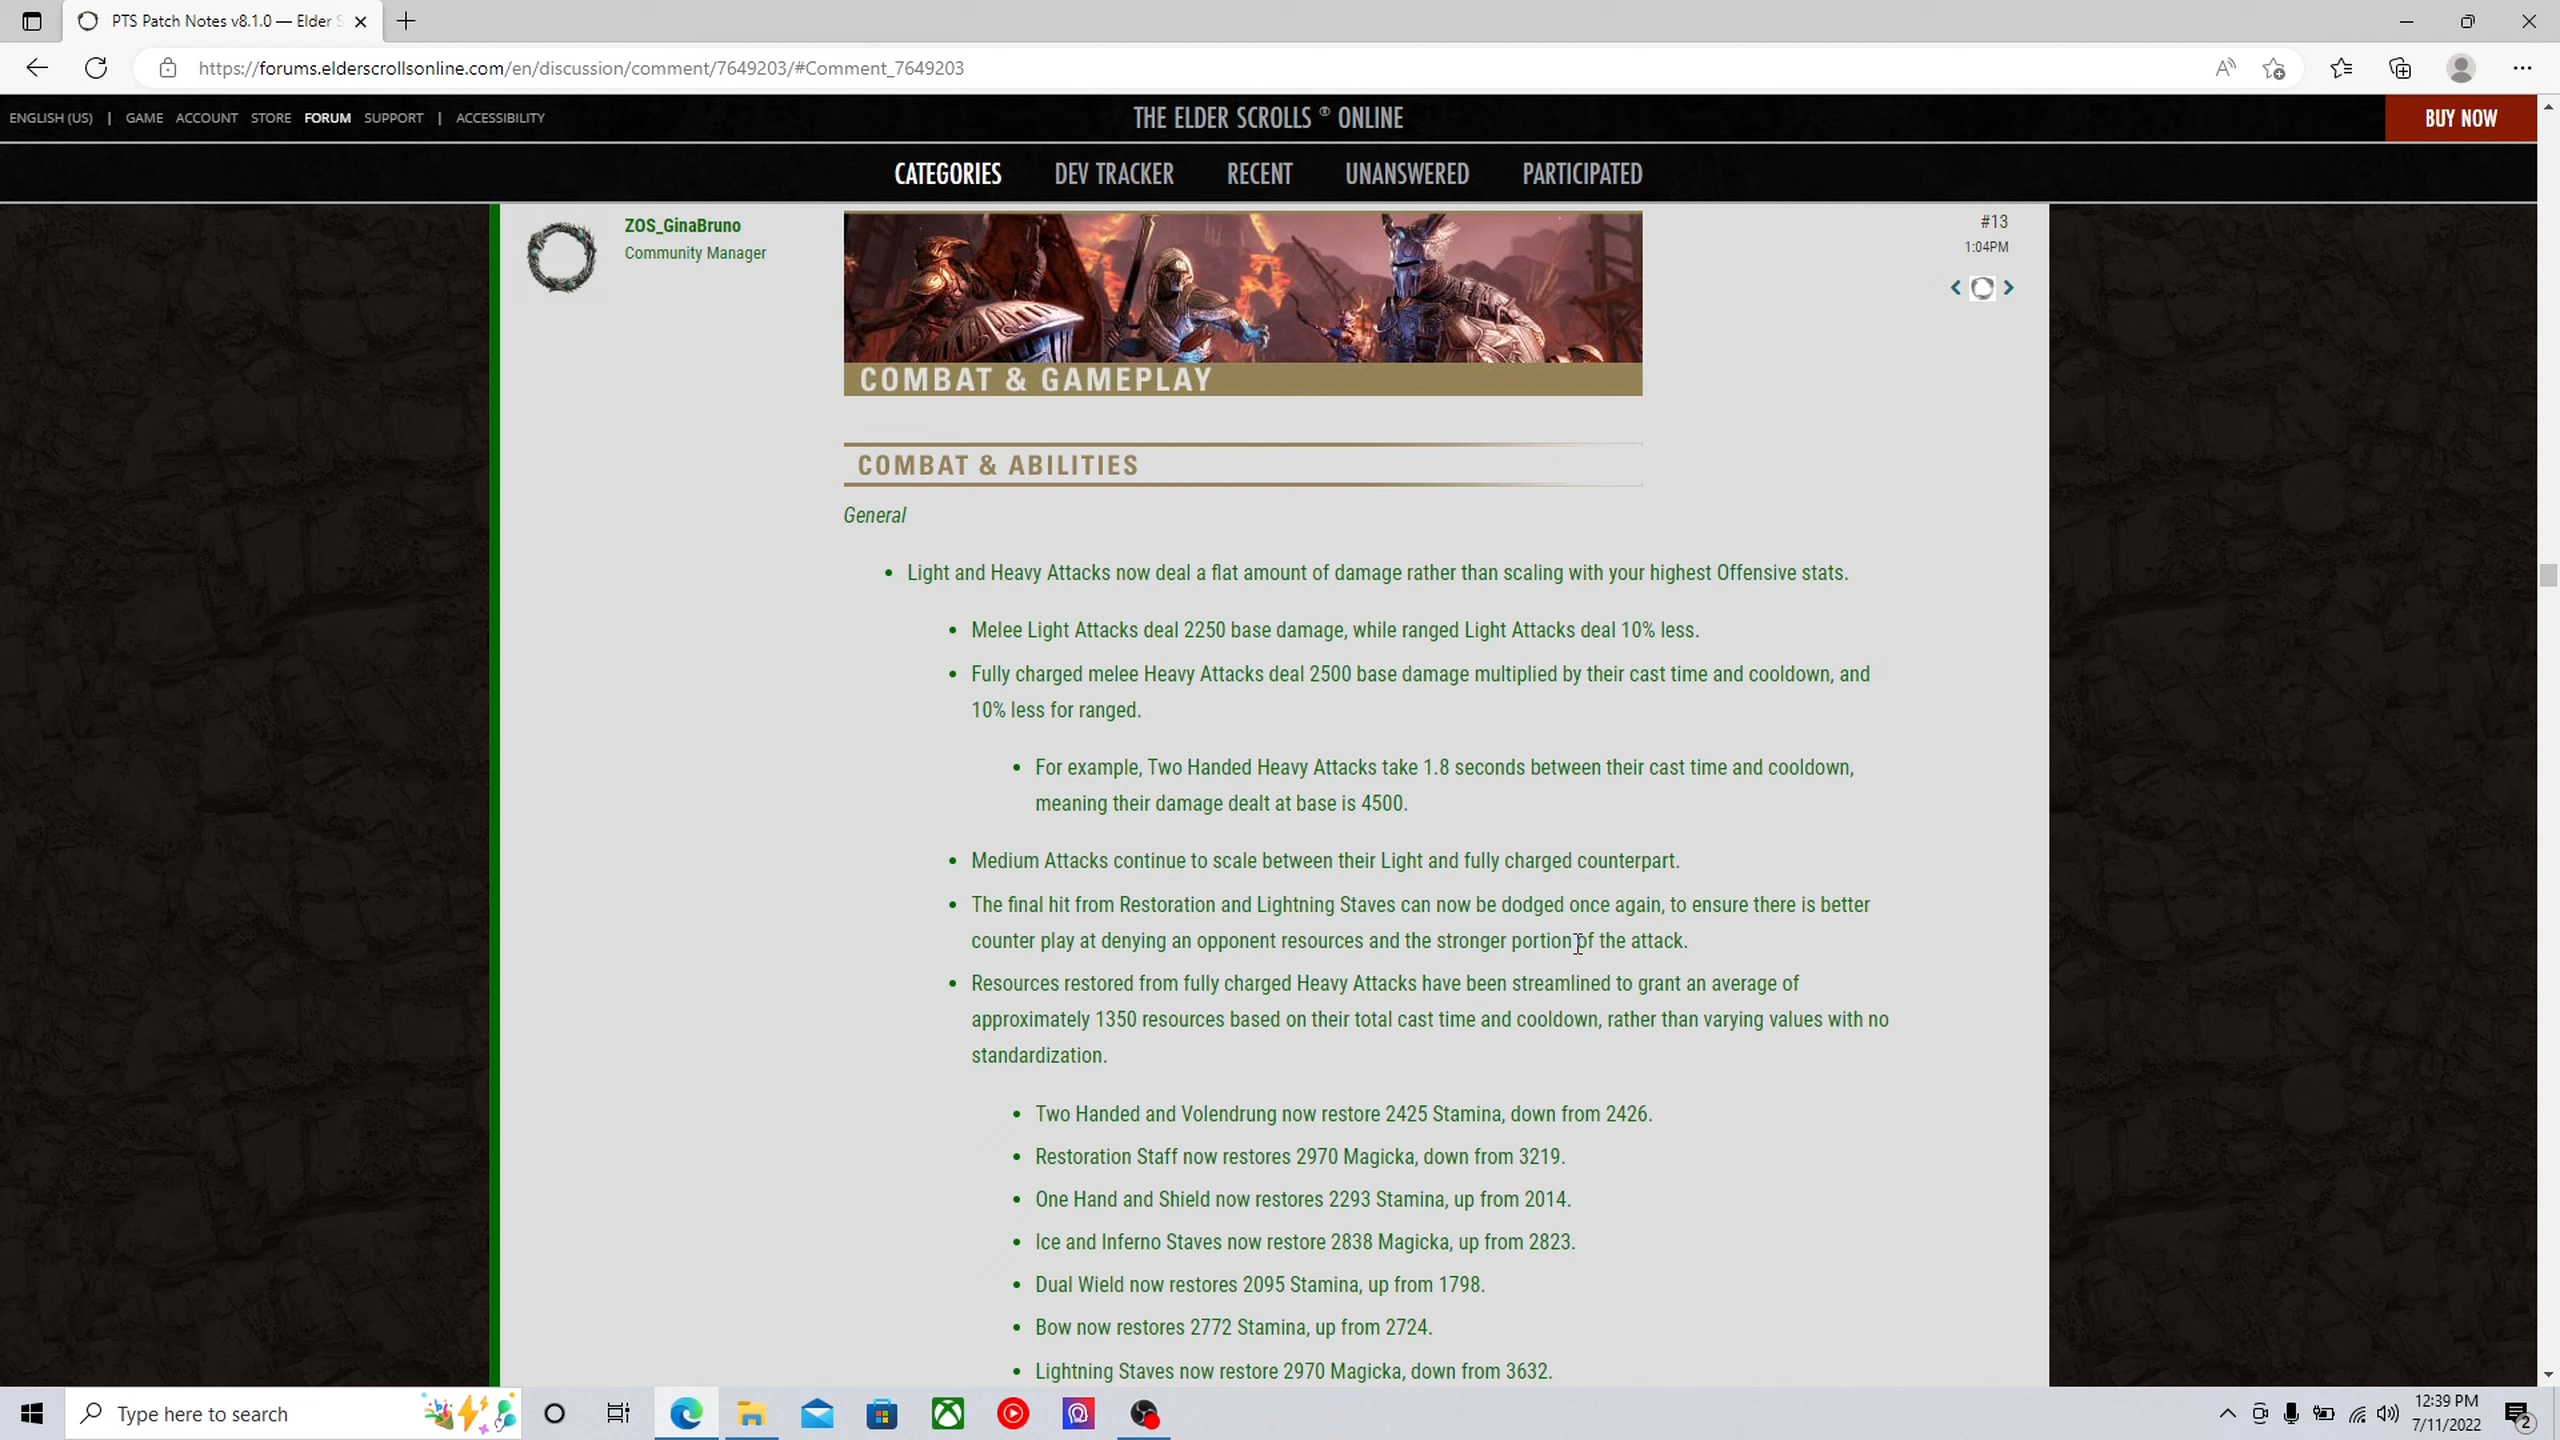 PTS Patch Notes v8.1.0 — Elder S
https://forums.elderscrollsonline.com/en/discussion/comment/7649203/#Comment_7649203
ENGLISH (US) | GAME ACCOUNT STORE FORUM SUPPORT | ACCESSIBILITY
THE ELDER SCROLLS ® ONLINE
BUY NOW
CATEGORIES DEV TRACKER RECENT UNANSWERED PARTICIPATED
ZOS_GinaBruno
Community Manager
#13
1:04PM
COMBAT & GAMEPLAY
COMBAT & ABILITIES
General
• Light and Heavy Attacks now deal a flat amount of damage rather than scaling with your highest Offensive stats.
• Melee Light Attacks deal 2250 base damage, while ranged Light Attacks deal 10% less.
• Fully charged melee Heavy Attacks deal 2500 base damage multiplied by their cast time and cooldown, and
10% less for ranged.
• For example, Two Handed Heavy Attacks take 1.8 seconds between their cast time and cooldown,
meaning their damage dealt at base is 4500.
• Medium Attacks continue to scale between their Light and fully charged counterpart.
• The final hit from Restoration and Lightning Staves can now be dodged once again, to ensure there is better
counter play at denying an opponent resources and the stronger portion of the attack.
• Resources restored from fully charged Heavy Attacks have been streamlined to grant an average of
approximately 1350 resources based on their total cast time and cooldown, rather than varying values with no
standardization.
• Two Handed and Volendrung now restore 2425 Stamina, down from 2426.
• Restoration Staff now restores 2970 Magicka, down from 3219.
• One Hand and Shield now restores 2293 Stamina, up from 2014.
• Ice and Inferno Staves now restore 2838 Magicka, up from 2823.
• Dual Wield now restores 2095 Stamina, up from 1798.
• Bow now restores 2772 Stamina, up from 2724.
• Lightning Staves now restore 2970 Magicka, down from 3632.
Type here to search
12:39 PM
7/11/2022
2